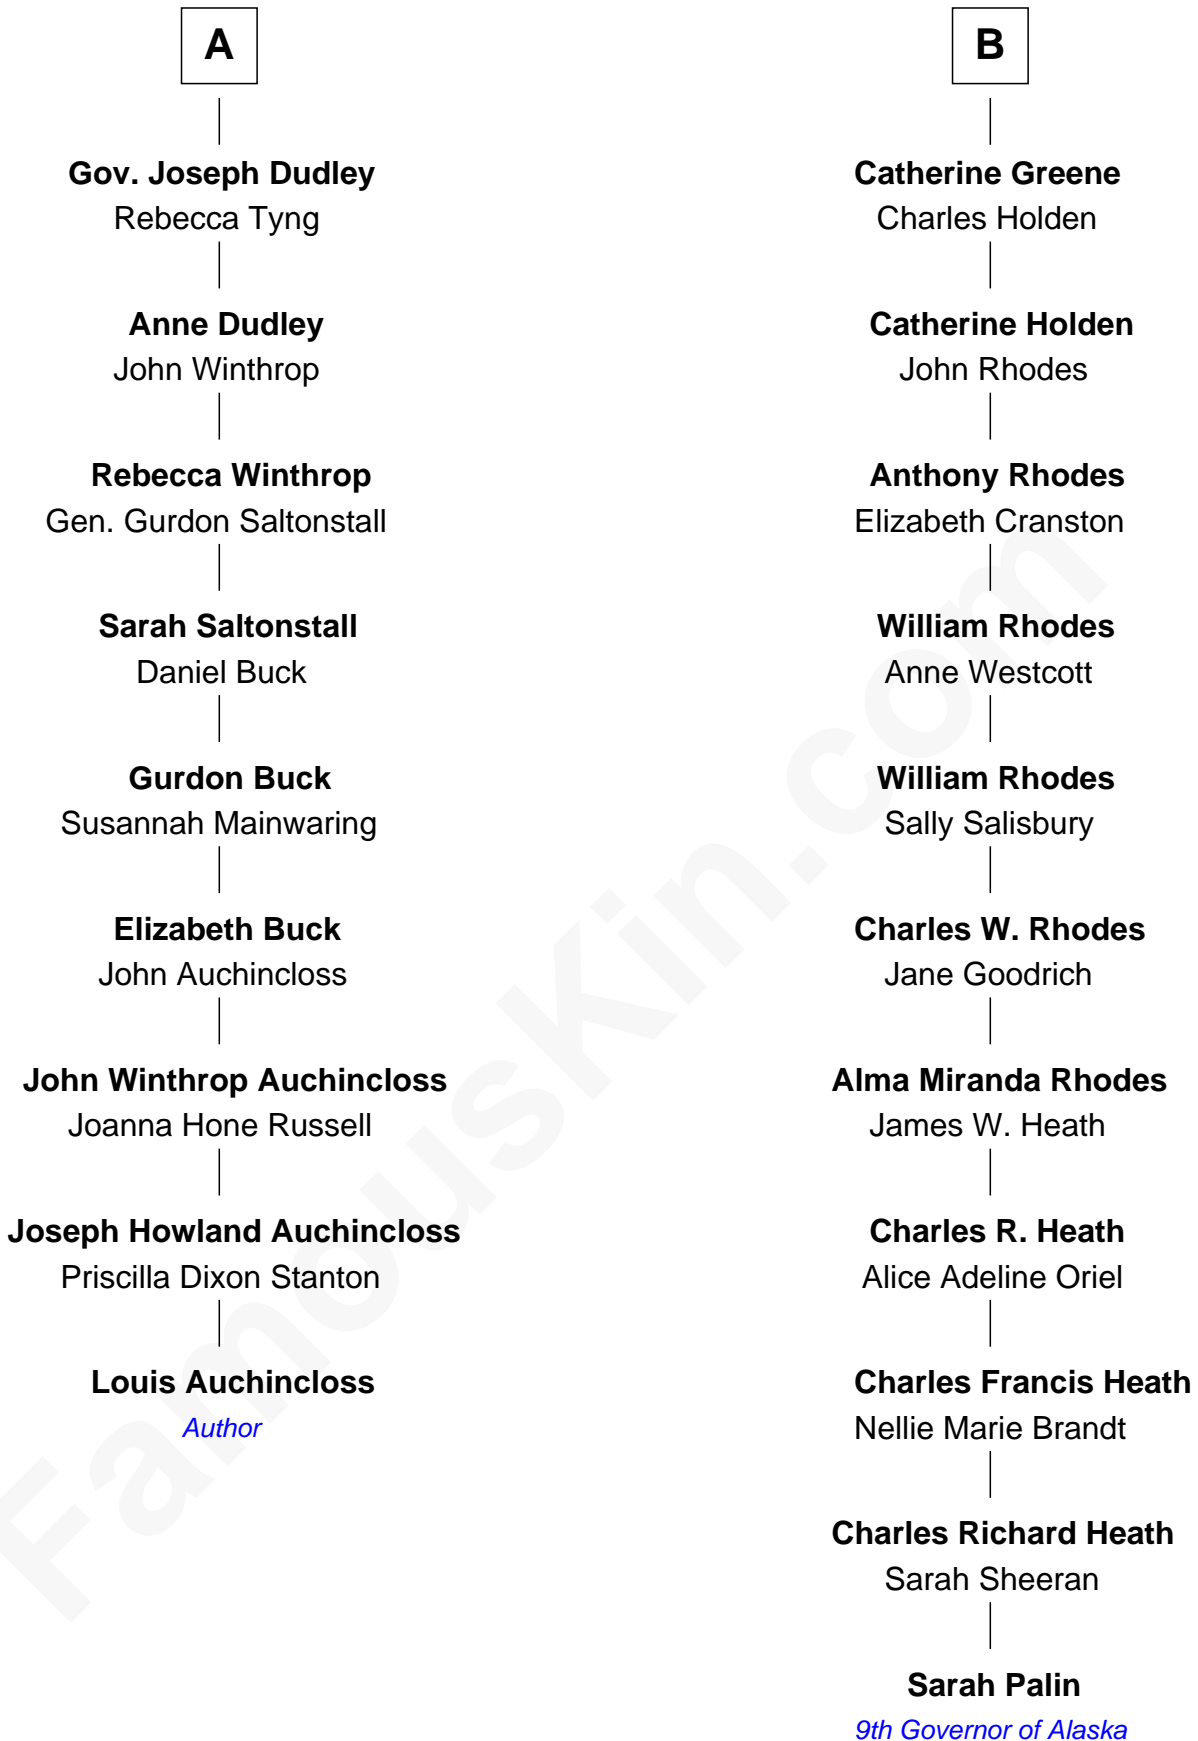 A
Gov. Joseph Dudley
Rebecca Tyng
Anne Dudley
John Winthrop
Rebecca Winthrop
Gen. Gurdon Saltonstall
Sarah Saltonstall
Daniel Buck
Gurdon Buck
Susannah Mainwaring
Elizabeth Buck
John Auchincloss
John Winthrop Auchincloss
Joanna Hone Russell
Joseph Howland Auchincloss
Priscilla Dixon Stanton
Louis Auchincloss
Author
B
Catherine Greene
Charles Holden
Catherine Holden
John Rhodes
Anthony Rhodes
Elizabeth Cranston
William Rhodes
Anne Westcott
William Rhodes
Sally Salisbury
Charles W. Rhodes
Jane Goodrich
Alma Miranda Rhodes
James W. Heath
Charles R. Heath
Alice Adeline Oriel
Charles Francis Heath
Nellie Marie Brandt
Charles Richard Heath
Sarah Sheeran
Sarah Palin
9th Governor of Alaska
FamousKin.com